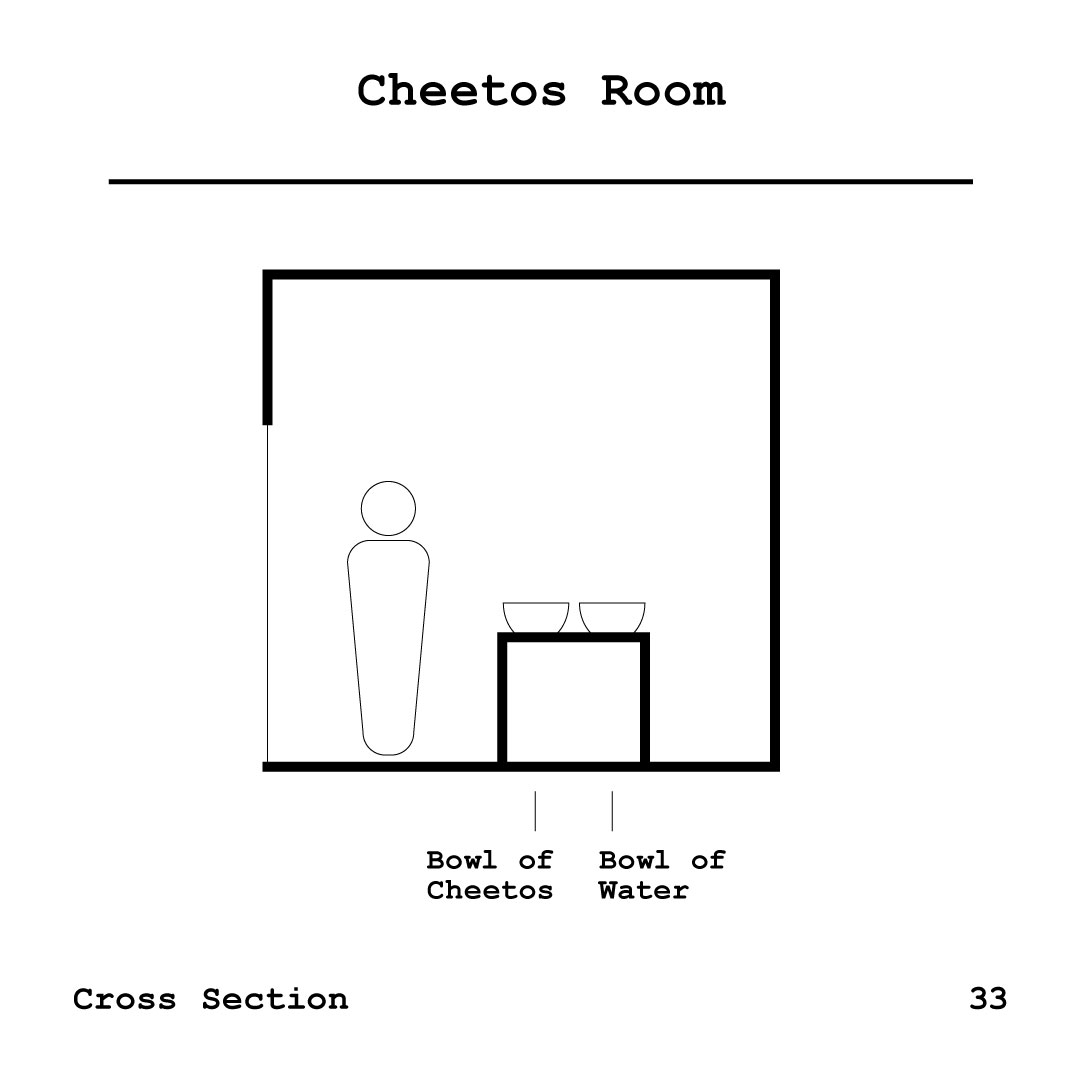 Cheetos Room
Bowl of
Cheetos
Bowl of
Water
Cross Section
33